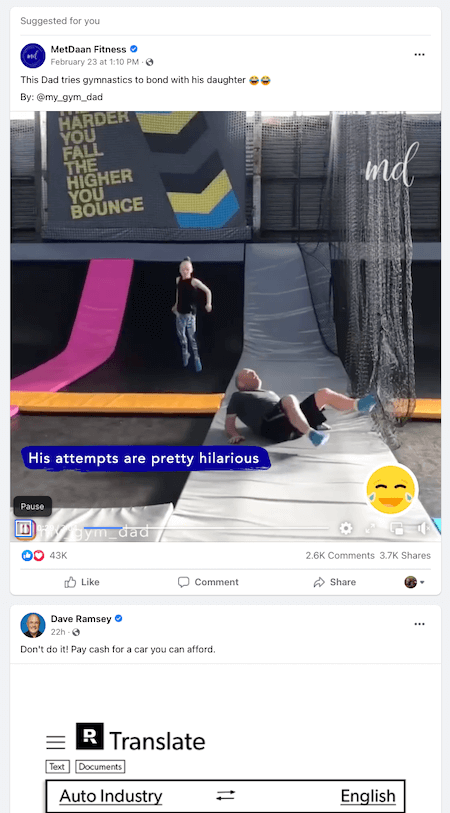 Suggested for you
MetDaan Fitness
February 23 at 1:10 PM ·
This Dad tries gymnastics to bond with his daughter 😂😂
By: @my_gym_dad
HARDER
YOU
FALL
THE
HIGHER
YOU
BOUNCE
md
His attempts are pretty hilarious
Pause
gym_dad
43K
2.6K Comments 3.7K Shares
Like Comment Share
Dave Ramsey
22h ·
Don't do it! Pay cash for a car you can afford.
R Translate
Text Documents
Auto Industry English